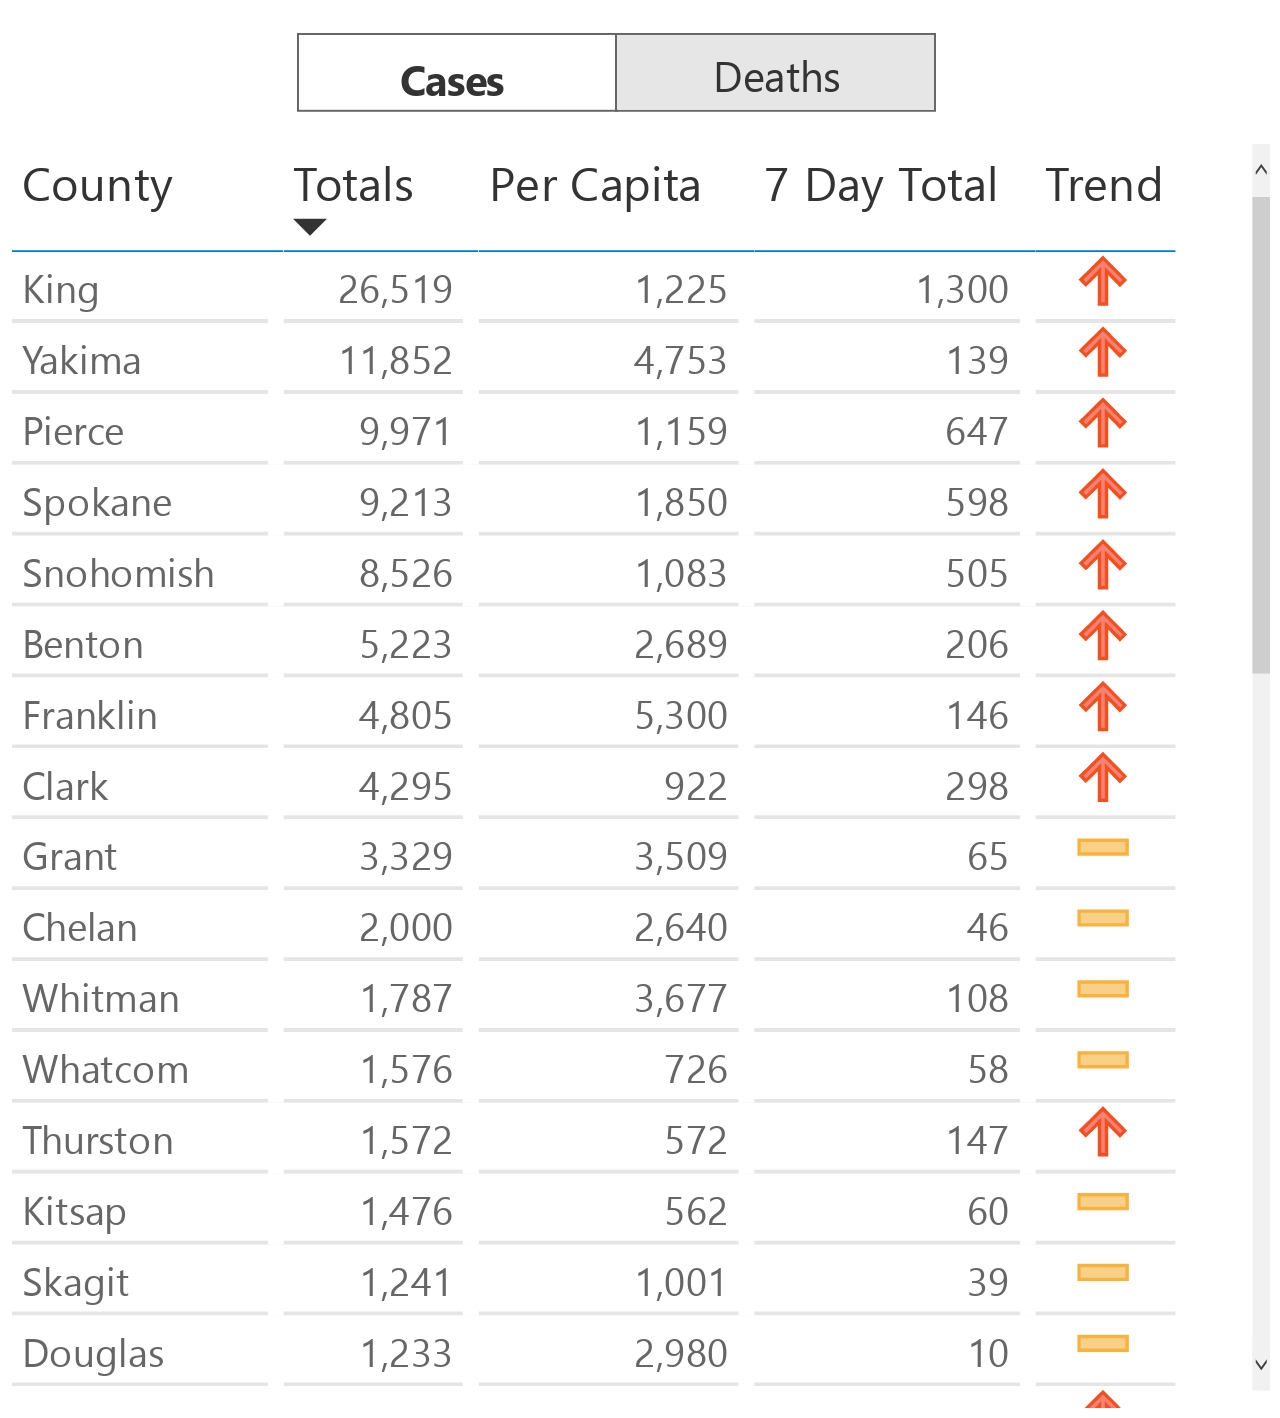 Cases Deaths
County Totals Per Capita 7 Day Total Trend
King 26,519 1,225 1,300
Yakima 11,852 4,753 139
Pierce 9,971 1,159 647
Spokane 9,213 1,850 598
Snohomish 8,526 1,083 505
Benton 5,223 2,689 206
Franklin 4,805 5,300 146
Clark 4,295 922 298
Grant 3,329 3,509 65
Chelan 2,000 2,640 46
Whitman 1,787 3,677 108
Whatcom 1,576 726 58
Thurston 1,572 572 147
Kitsap 1,476 562 60
Skagit 1,241 1,001 39
Douglas 1,233 2,980 10